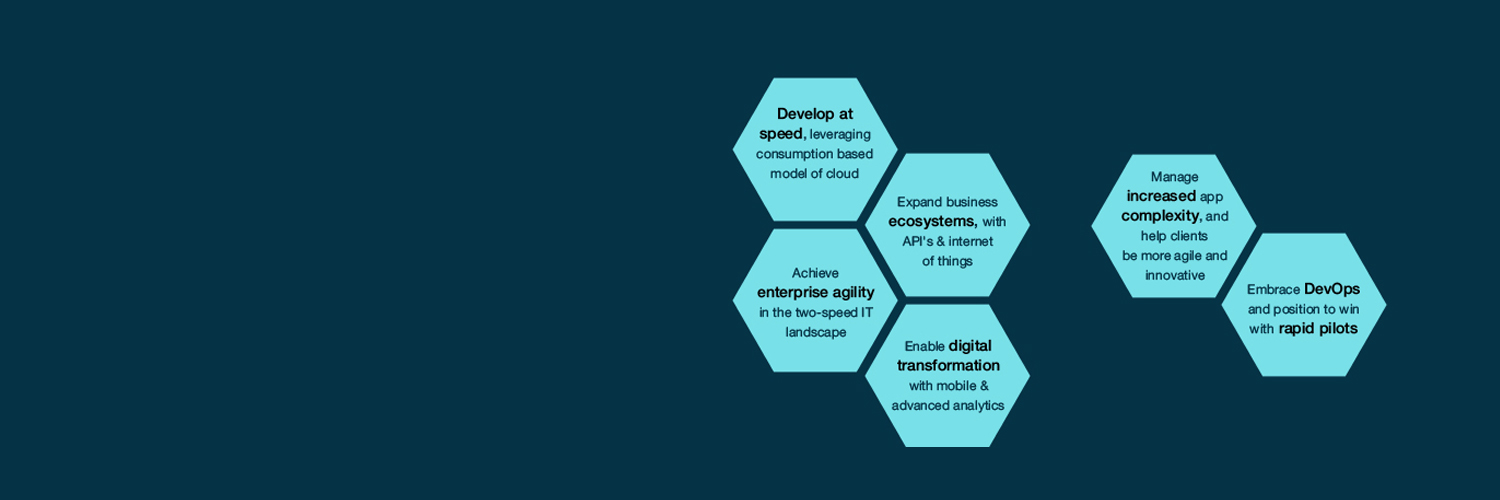 Develop at
speed, leveraging
consumption based
model of cloud
Expand business
ecosystems, with
API's & internet
of things
Achieve
enterprise agility
in the two-speed IT
landscape
Enable digital
transformation
with mobile &
advanced analytics
Manage
increased app
complexity, and
help clients
be more agile and
innovative
Embrace DevOps
and position to win
with rapid pilots